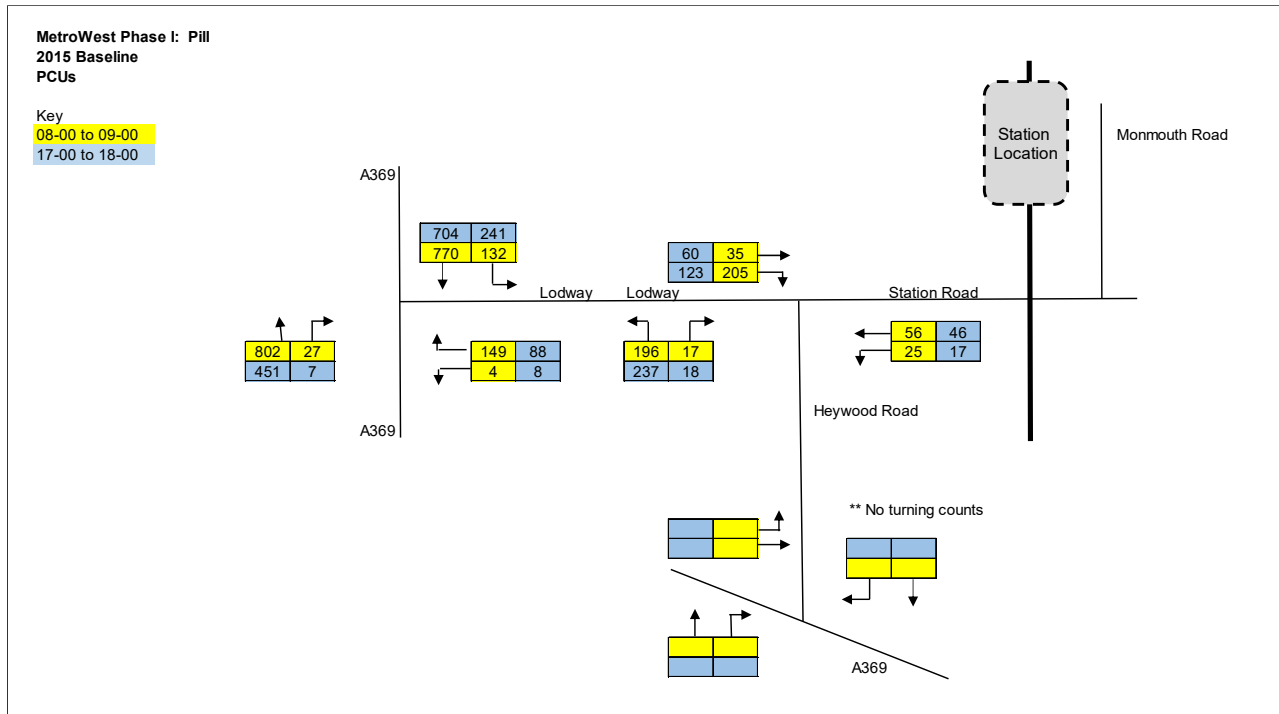 MetroWest Phase I: Pill
2015 Baseline
PCUs
Key
08-00 to 09-00
17-00 to 18-00
Station
Location
Monmouth Road
A369
704 241
770 132
60 35
123 205
Lodway Lodway Station Road
802 27
451 7
149 88
4 8
196 17
237 18
56 46
25 17
Heywood Road
A369
** No turning counts
A369